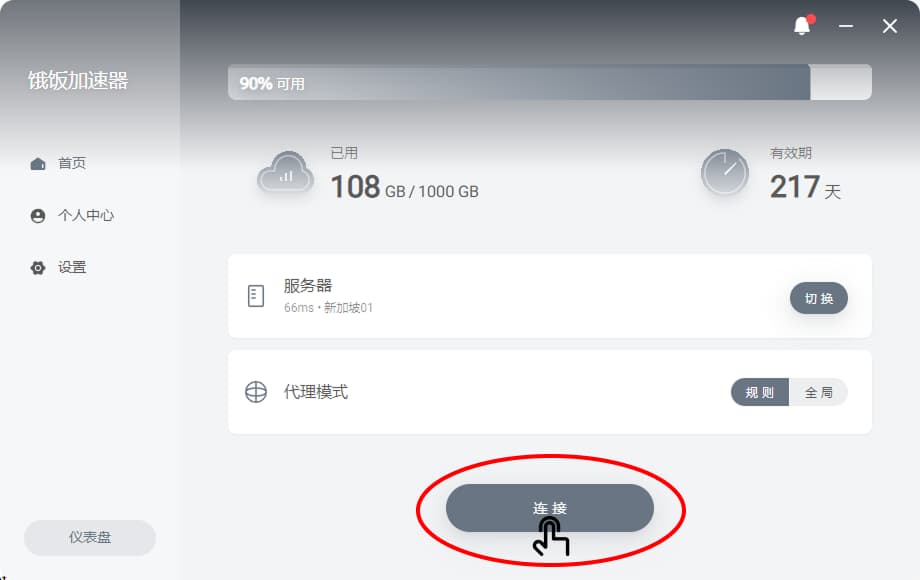 饿饭加速器
首页
个人中心
设置
仪表盘
90% 可用
已用
108 GB / 1000 GB
有效期
217 天
服务器
66ms • 新加坡01
切换
代理模式
规则 全局
连接